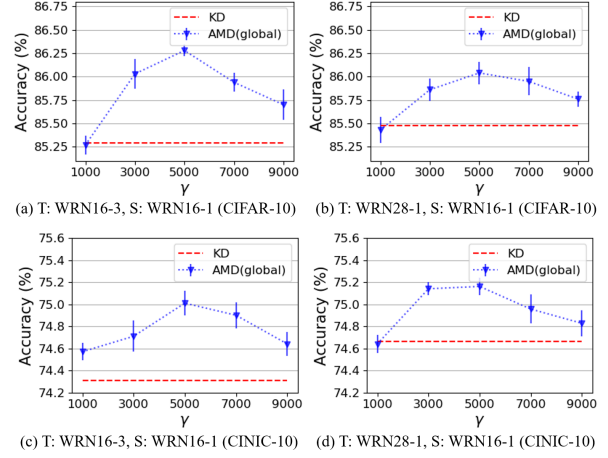 86.75
86.50
86.25
86.00
85.75
85.50
85.25
Accuracy (%)
KD
AMD(global)
1000 3000 5000 7000 9000
γ
(a) T: WRN16-3, S: WRN16-1 (CIFAR-10)
86.75
86.50
86.25
86.00
85.75
85.50
85.25
Accuracy (%)
KD
AMD(global)
1000 3000 5000 7000 9000
γ
(b) T: WRN28-1, S: WRN16-1 (CIFAR-10)
75.6
75.4
75.2
75.0
74.8
74.6
74.4
74.2
Accuracy (%)
KD
AMD(global)
1000 3000 5000 7000 9000
γ
(c) T: WRN16-3, S: WRN16-1 (CINIC-10)
75.6
75.4
75.2
75.0
74.8
74.6
74.4
74.2
Accuracy (%)
KD
AMD(global)
1000 3000 5000 7000 9000
γ
(d) T: WRN28-1, S: WRN16-1 (CINIC-10)